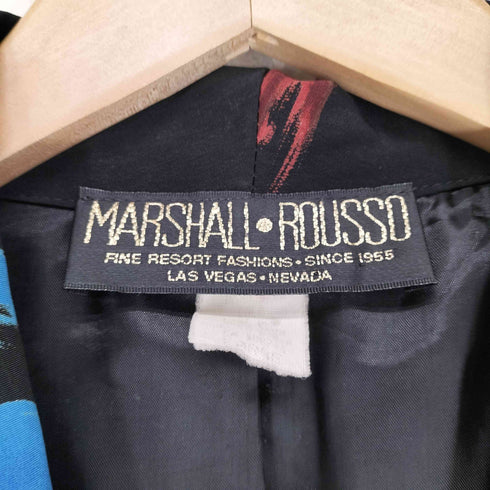 MARSHALL • ROUSSO
FINE RESORT FASHIONS • SINCE 1955
LAS VEGAS • NEVADA